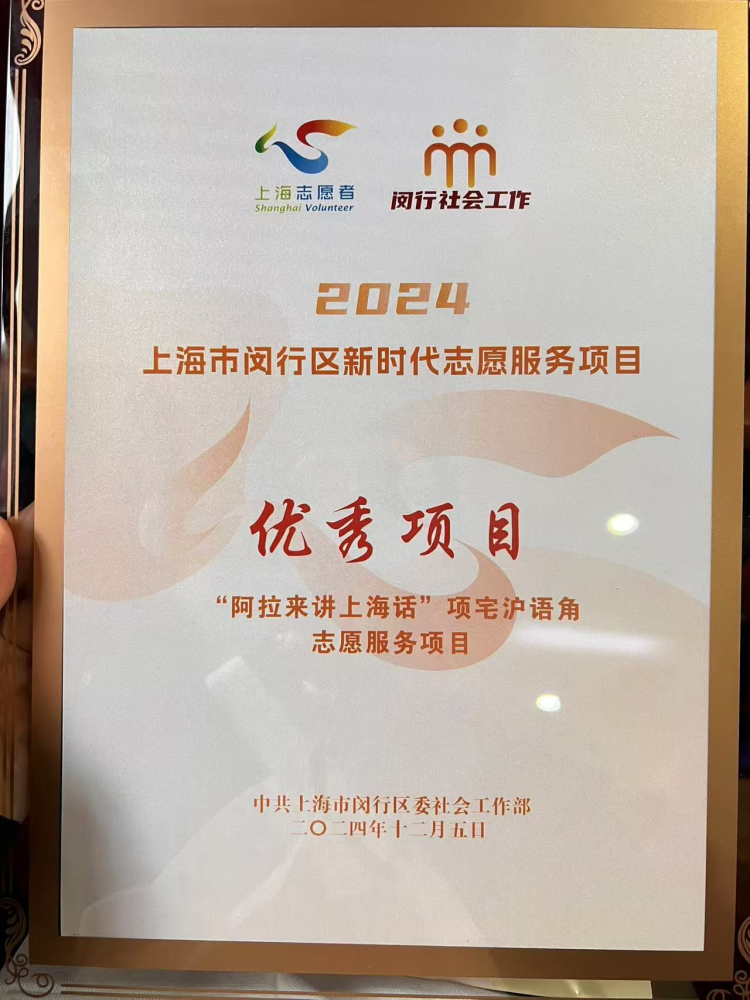 上海志愿者
Shanghai Volunteer
闵行社会工作
2024
上海市闵行区新时代志愿服务项目
优秀项目
“阿拉来讲上海话”项宅沪语角
志愿服务项目
中共上海市闵行区委社会工作部
二〇二四年十二月五日